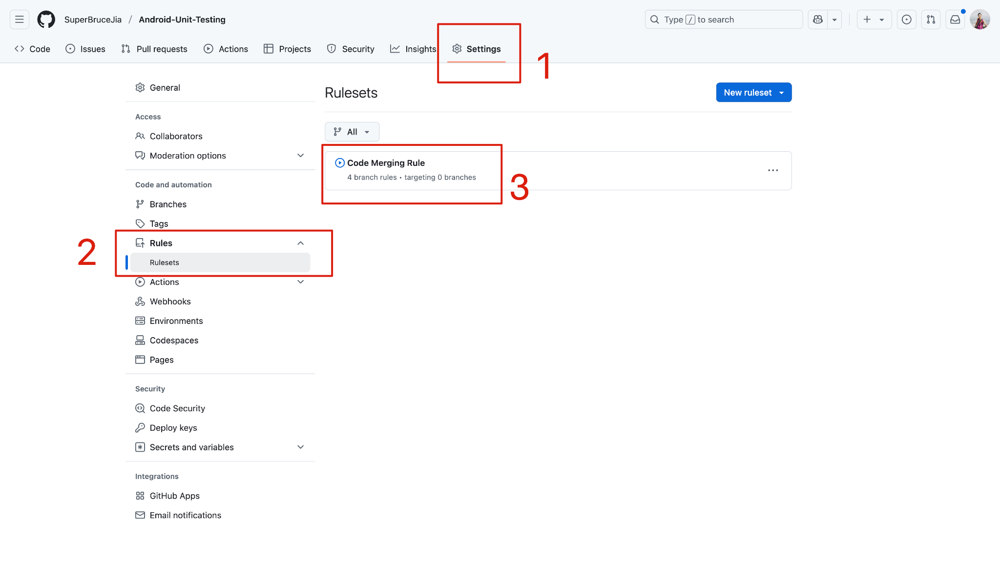 SuperBruceJia / Android-Unit-Testing
Type / to search
Code
Issues
Pull requests
Actions
Projects
Security
Insights
Settings
1
General
Access
Collaborators
Moderation options
Code and automation
Branches
Tags
2
Rules
Rulesets
Actions
Webhooks
Environments
Codespaces
Pages
Security
Code Security
Deploy keys
Secrets and variables
Integrations
GitHub Apps
Email notifications
Rulesets
New ruleset
All
Code Merging Rule
4 branch rules • targeting 0 branches
3